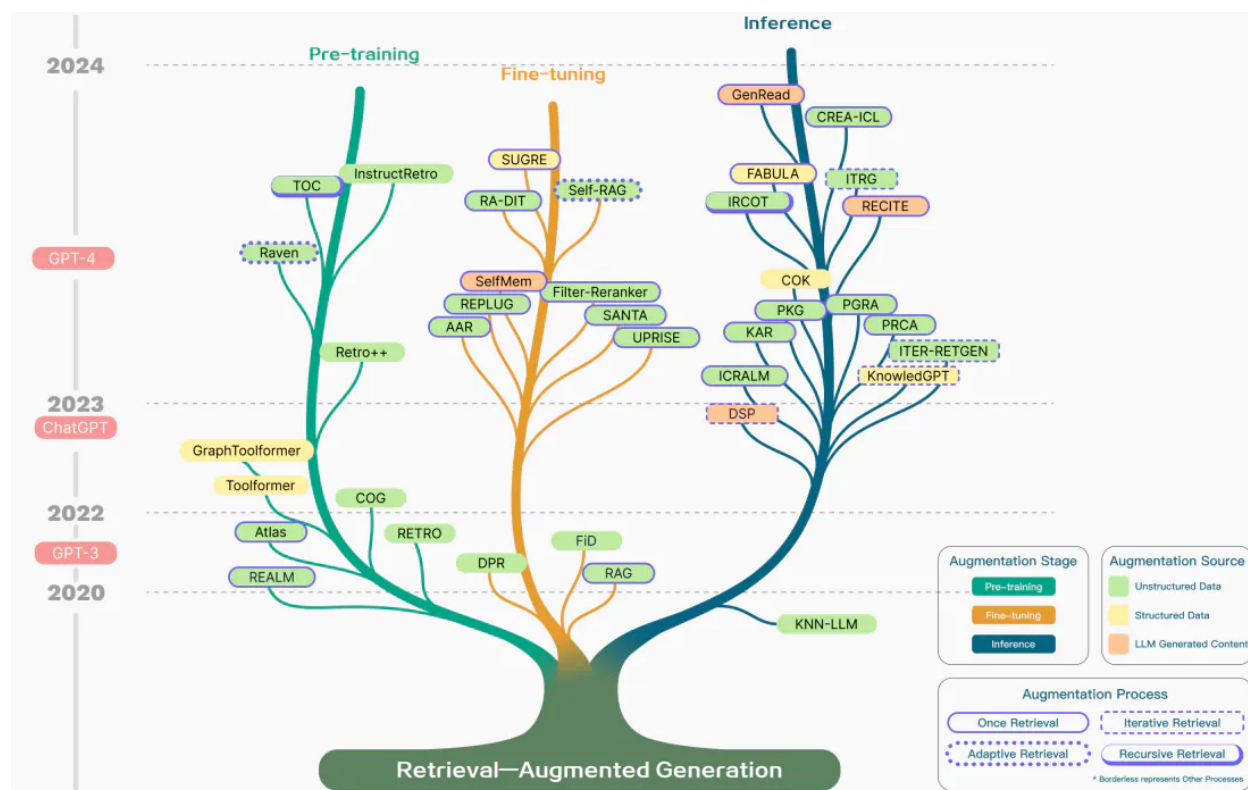 Inference
Pre-training
Fine-tuning
2024
GenRead
CREA-ICL
SUGRE
FABULA
ITRG
TOC
InstructRetro
RA-DIT
Self-RAG
IRCOT
RECITE
Raven
GPT-4
SelfMem
COK
REPLUG
Filter-Reranker
PKG
PGRA
AAR
SANTA
KAR
PRCA
UPRISE
Retro++
ITER-RETGEN
ICRALM
KnowledGPT
2023
DSP
ChatGPT
GraphToolformer
Toolformer
COG
2022
Atlas
RETRO
GPT-3
FiD
DPR
RAG
REALM
2020
KNN-LLM
Augmentation Stage
Pre-training
Fine-tuning
Inference
Augmentation Source
Unstructured Data
Structured Data
LLM Generated Content
Augmentation Process
Once Retrieval
Iterative Retrieval
Adaptive Retrieval
Recursive Retrieval
* Borderless represents Other Processes
Retrieval—Augmented Generation